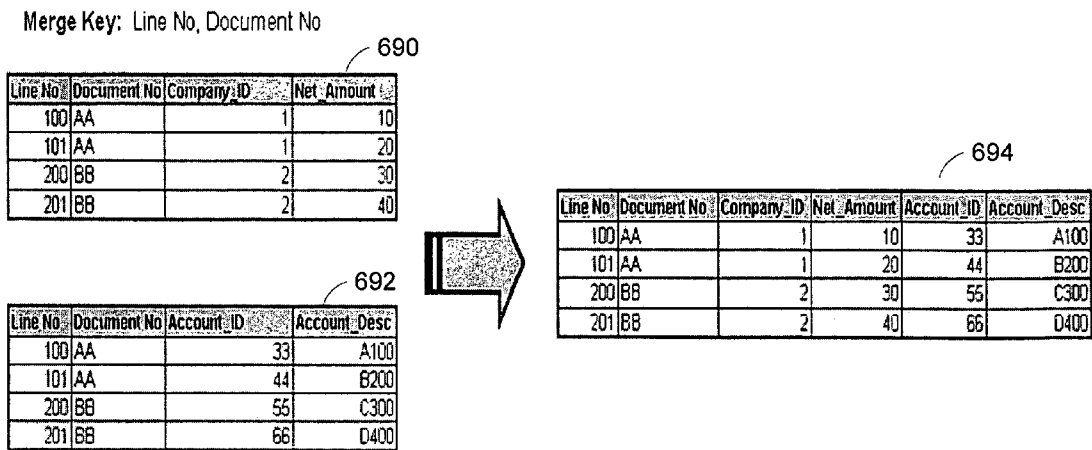 Merge Key: Line No, Document No
690
Line No Document No Company_ID Net_Amount
100 AA 1 10
101 AA 1 20
200 BB 2 30
201 BB 2 40
692
Line No Document No Account_ID Account_Desc
100 AA 33 A100
101 AA 44 B200
200 BB 55 C300
201 BB 66 D400
694
Line No Document No Company_ID Net_Amount Account_ID Account_Desc
100 AA 1 10 33 A100
101 AA 1 20 44 B200
200 BB 2 30 55 C300
201 BB 2 40 66 D400